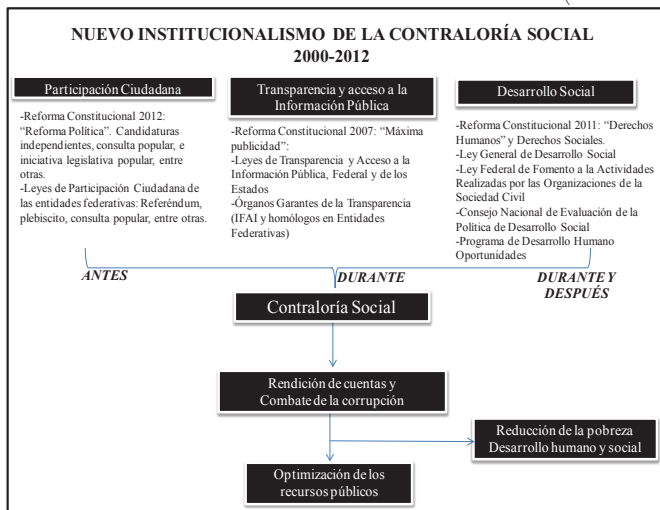 NUEVO INSTITUCIONALISMO DE LA CONTRALORÍA SOCIAL
2000-2012
Participación Ciudadana
-Reforma Constitucional 2012:
“Reforma Política”. Candidaturas
independientes, consulta popular, e
iniciativa legislativa popular, entre
otras.
-Leyes de Participación Ciudadana de
las entidades federativas: Referéndum,
plebiscito, consulta popular, entre otras.
Transparencia y acceso a la
Información Pública
-Reforma Constitucional 2007: “Máxima
publicidad”:
-Leyes de Transparencia y Acceso a la
Información Pública, Federal y de los
Estados
-Órganos Garantes de la Transparencia
(IFAI y homólogos en Entidades
Federativas)
Desarrollo Social
-Reforma Constitucional 2011: “Derechos
Humanos” y Derechos Sociales.
-Ley General de Desarrollo Social
-Ley Federal de Fomento a la Actividades
Realizadas por las Organizaciones de la
Sociedad Civil
-Consejo Nacional de Evaluación de la
Política de Desarrollo Social
-Programa de Desarrollo Humano
Oportunidades
ANTES
DURANTE
DURANTE Y
DESPUÉS
Contraloría Social
Rendición de cuentas y
Combate de la corrupción
Reducción de la pobreza
Desarrollo humano y social
Optimización de los
recursos públicos